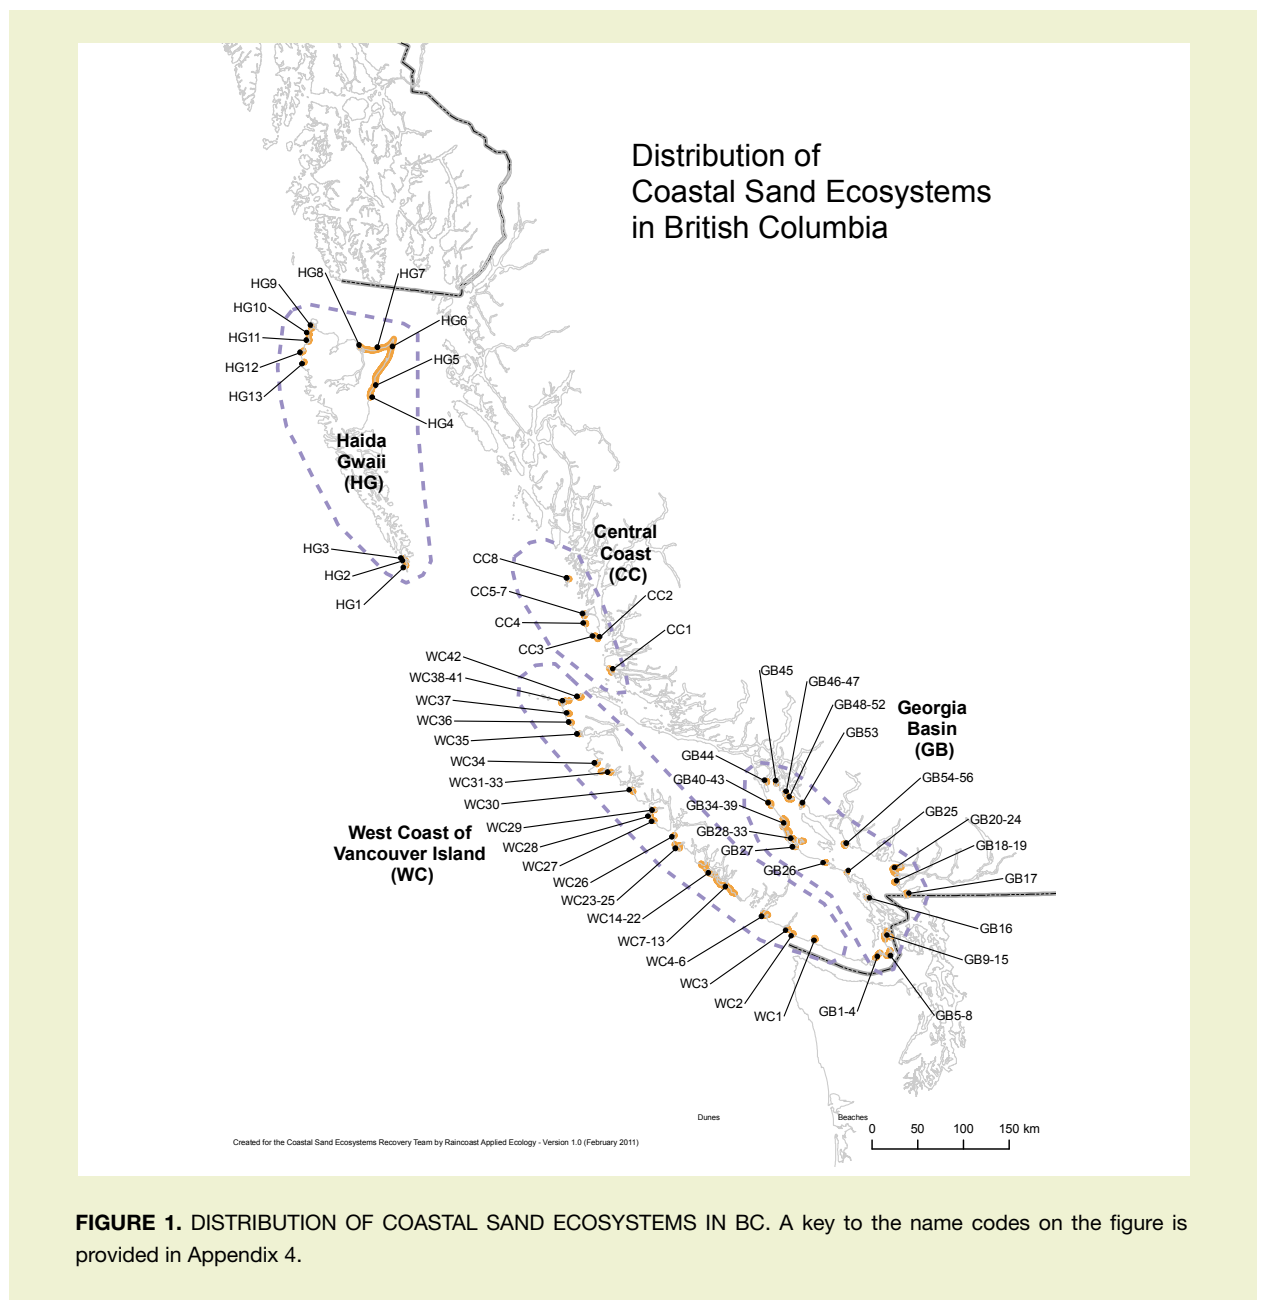 Distribution of
Coastal Sand Ecosystems
in British Columbia
HG8
HG7
HG9
HG10
HG6
HG11
HG5
HG12
HG13
HG4
Haida
Gwaii
(HG)
HG3
HG2
HG1
Central
Coast
(CC)
CC8
CC5-7
CC2
CC4
CC1
CC3
WC42
WC38-41
WC37
WC36
WC35
WC34
WC31-33
WC30
WC29
WC28
WC27
WC26
WC23-25
WC14-22
WC7-13
WC4-6
WC3
WC2
WC1
West Coast of
Vancouver Island
(WC)
GB45
GB46-47
GB48-52
GB53
Georgia
Basin
(GB)
GB44
GB40-43
GB34-39
GB28-33
GB27
GB26
GB54-56
GB25
GB20-24
GB18-19
GB17
GB16
GB9-15
GB5-8
GB1-4
Dunes
Beaches
0 50 100 150 km
Created for the Coastal Sand Ecosystems Recovery Team by Raincoast Applied Ecology - Version 1.0 (February 2011)
FIGURE 1. DISTRIBUTION OF COASTAL SAND ECOSYSTEMS IN BC. A key to the name codes on the figure is
provided in Appendix 4.